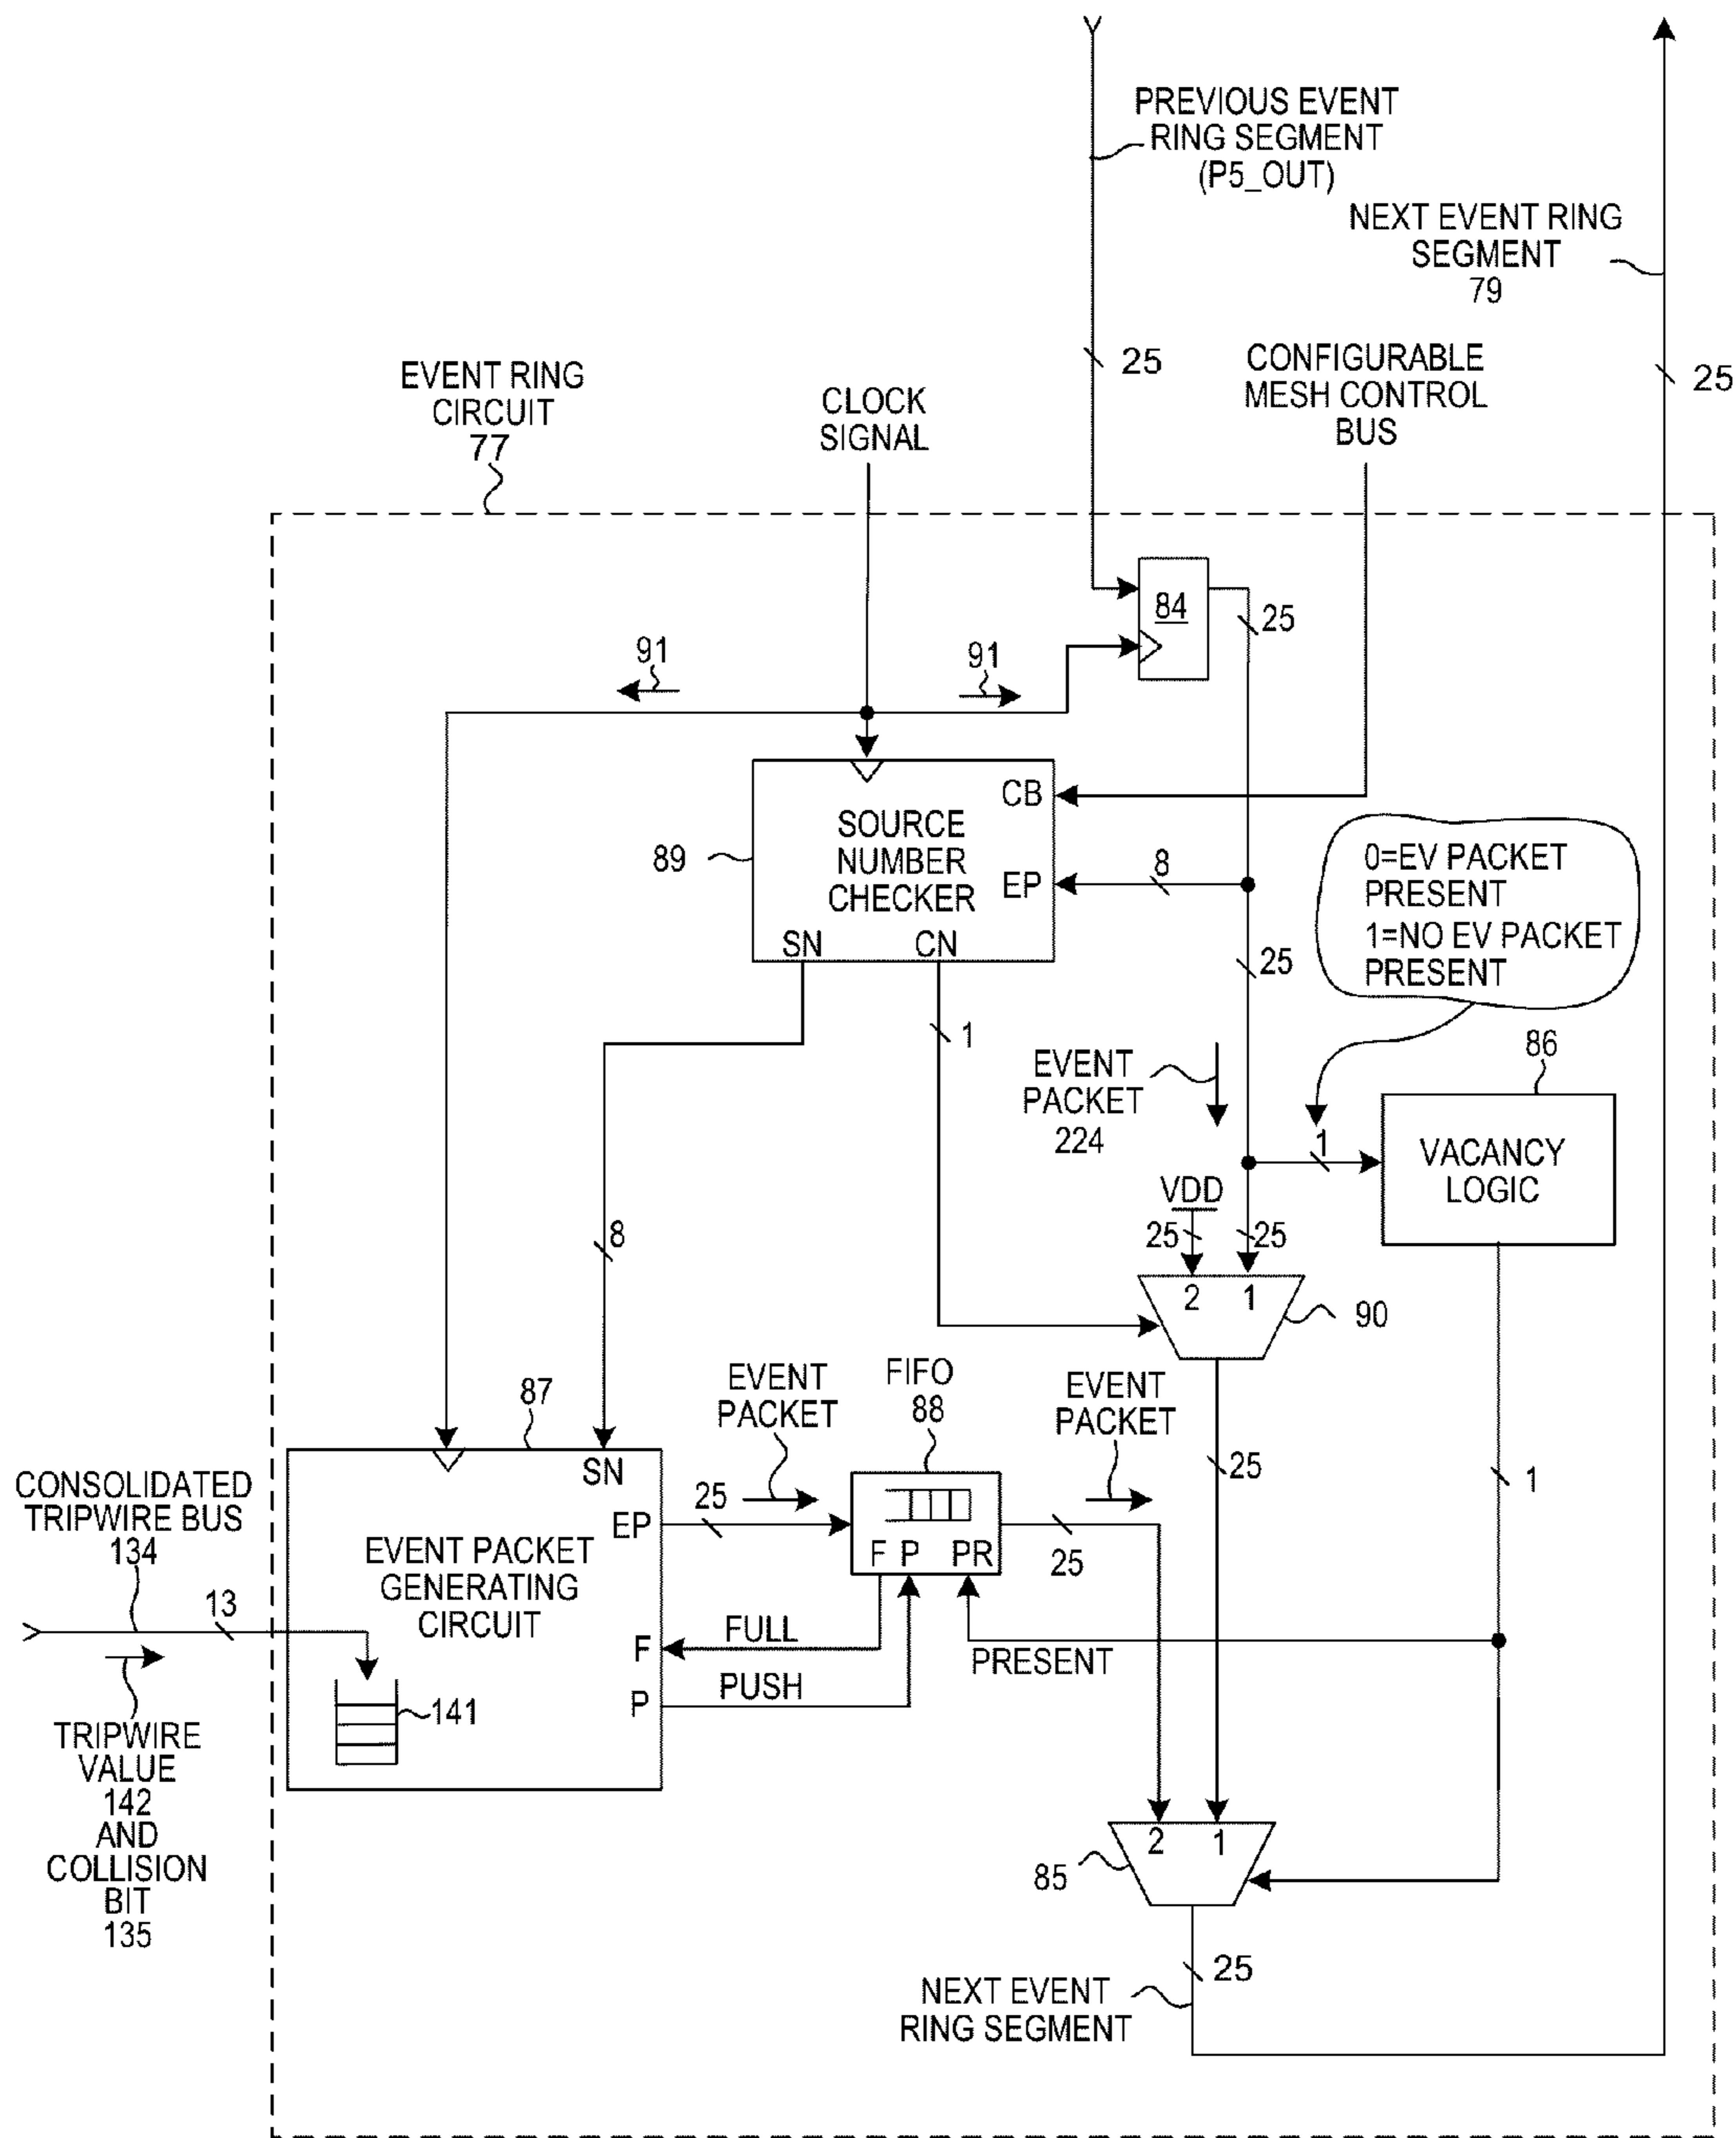 PREVIOUS EVENT
RING SEGMENT
(P5_OUT)
NEXT EVENT RING
SEGMENT
79
25
25
EVENT RING
CIRCUIT
77
CLOCK
SIGNAL
CONFIGURABLE
MESH CONTROL
BUS
84
25
91
91
CB
SOURCE
NUMBER
CHECKER
89
EP
8
SN
CN
25
0=EV PACKET
PRESENT
1=NO EV PACKET
PRESENT
1
EVENT
PACKET
224
86
1
VACANCY
LOGIC
VDD
25
25
8
2
1
90
87
SN
EVENT
PACKET
FIFO
88
EVENT
PACKET
25
1
CONSOLIDATED
TRIPWIRE BUS
134
13
EP
25
EVENT PACKET
GENERATING
CIRCUIT
F
P
PR
25
F
FULL
PRESENT
P
PUSH
141
TRIPWIRE
VALUE
142
AND
COLLISION
BIT
135
2
1
85
25
NEXT EVENT
RING SEGMENT